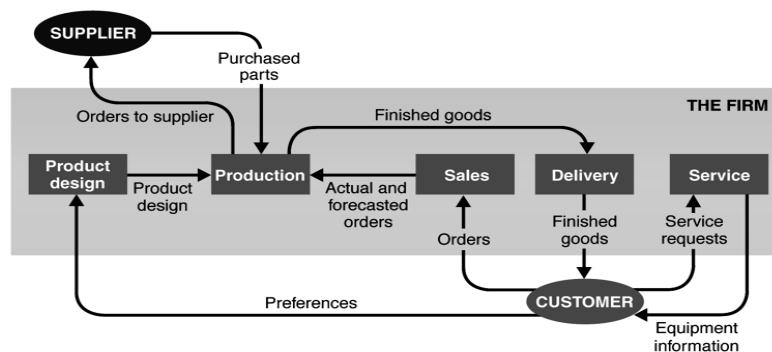 SUPPLIER
Purchased
parts
THE FIRM
Orders to supplier
Finished goods
Product
design
Product
design
Production
Actual and
forecasted
orders
Sales
Delivery
Service
Orders
Finished
goods
Service
requests
Preferences
CUSTOMER
Equipment
information